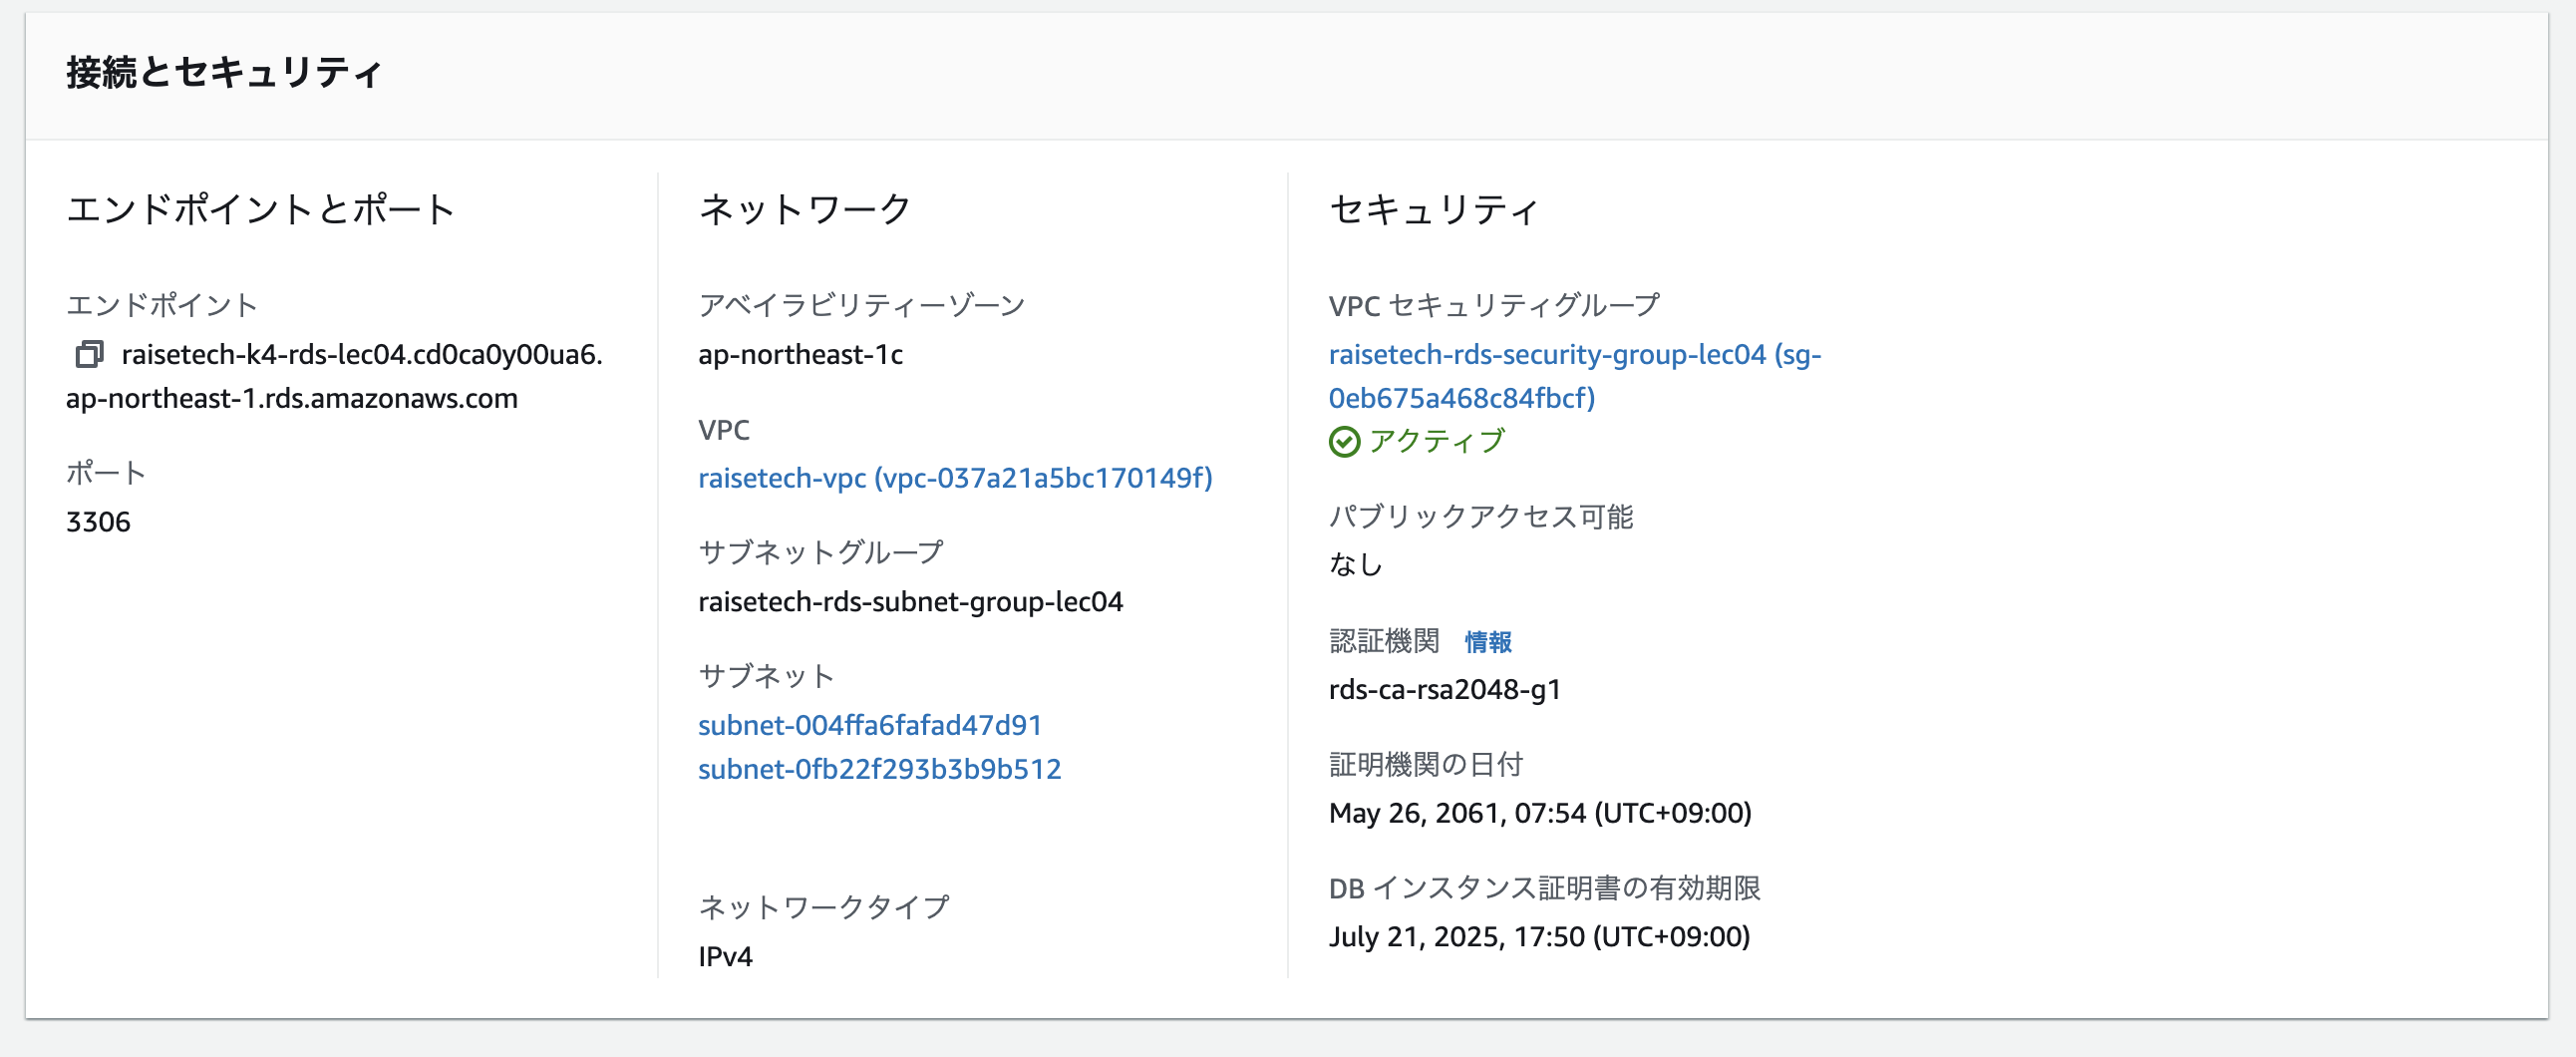 接続とセキュリティ
エンドポイントとポート
エンドポイント
raisetech-k4-rds-lec04.cd0ca0y00ua6.
ap-northeast-1.rds.amazonaws.com
ポート
3306
ネットワーク
アベイラビリティーゾーン
ap-northeast-1c
VPC
raisetech-vpc (vpc-037a21a5bc170149f)
サブネットグループ
raisetech-rds-subnet-group-lec04
サブネット
subnet-004ffa6fafad47d91
subnet-0fb22f293b3b9b512
ネットワークタイプ
IPv4
セキュリティ
VPC セキュリティグループ
raisetech-rds-security-group-lec04 (sg-
0eb675a468c84fbcf)
アクティブ
パブリックアクセス可能
なし
認証機関 情報
rds-ca-rsa2048-g1
証明機関の日付
May 26, 2061, 07:54 (UTC+09:00)
DB インスタンス証明書の有効期限
July 21, 2025, 17:50 (UTC+09:00)